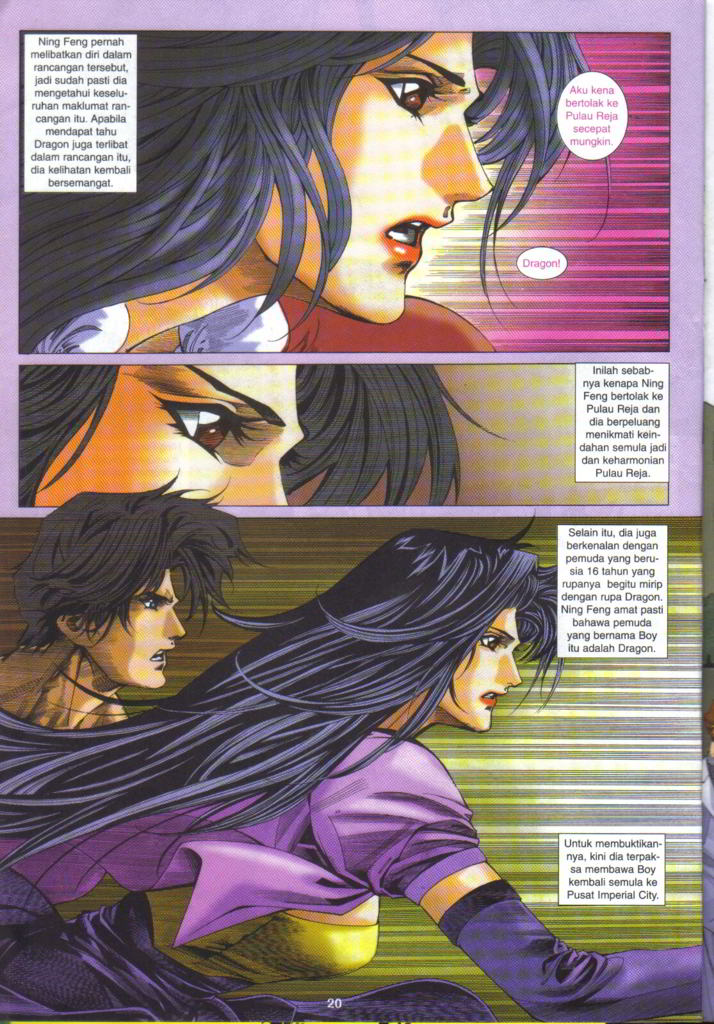 Ning Feng pernah
melibatkan diri dalam
rancangan tersebut,
jadi sudah pasti dia
mengetahui keselu-
ruhan maklumat ran-
cangan itu. Apabila
mendapat tahu
Dragon juga terlibat
dalam rancangan itu,
dia kelihatan kembali
bersemangat.
Aku kena
bertolak ke
Pulau Reja
secepat
mungkin.
Dragon!
Inilah sebab-
nya kenapa Ning
Feng bertolak ke
Pulau Reja dan
dia berpeluang
menikmati kein-
dahan semula jadi
dan keharmonian
Pulau Reja.
Selain itu, dia juga
berkenalan dengan
pemuda yang beru-
sia 16 tahun yang
rupanya begitu mirip
dengan rupa Dragon.
Ning Feng amat pasti
bahawa pemuda
yang bernama Boy
itu adalah Dragon.
Untuk membuktikan-
nya, kini dia terpak-
sa membawa Boy
kembali semula ke
Pusat Imperial City.
20